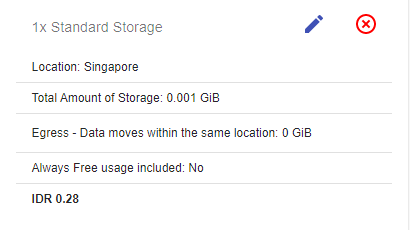 1x Standard Storage
Location: Singapore
Total Amount of Storage: 0.001 GiB
Egress - Data moves within the same location: 0 GiB
Always Free usage included: No
IDR 0.28